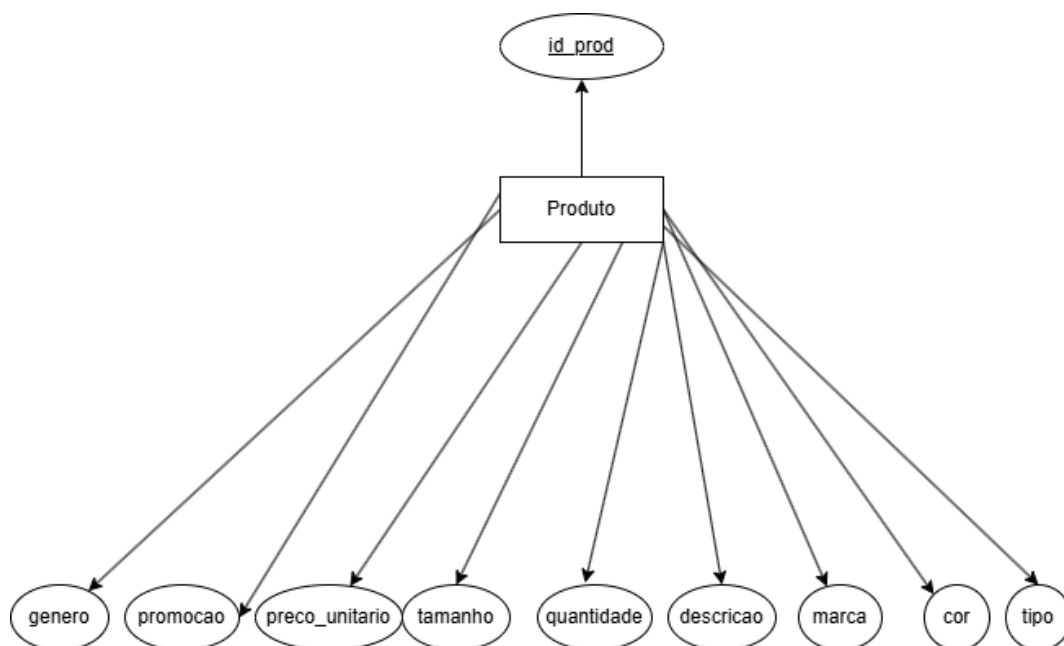 id_prod
Produto
genero
promocao
preco_unitario
tamanho
quantidade
descricao
marca
cor
tipo